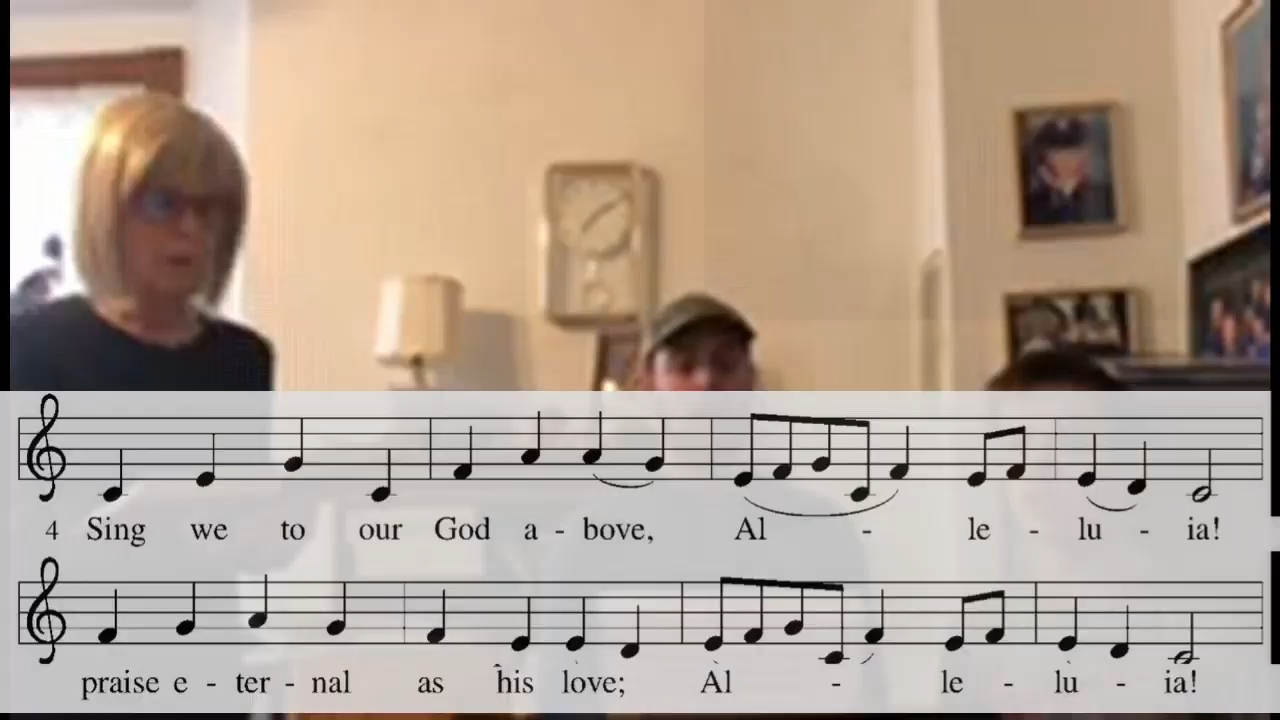 4 Sing we to our God a - bove, Al - le - lu - ia!
praise e - ter - nal as his love; Al - le - lu - ia!